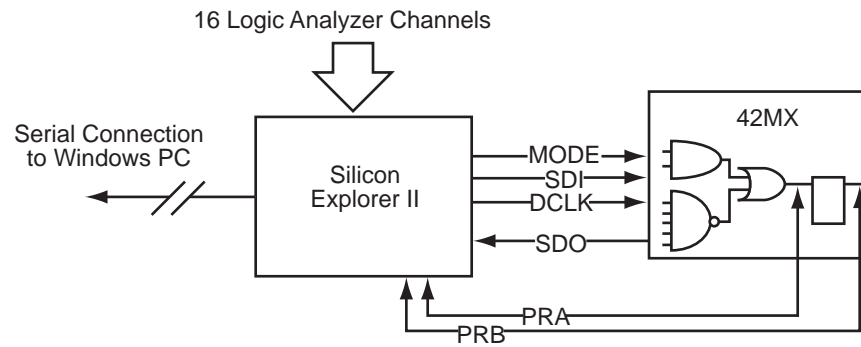 16 Logic Analyzer Channels
Serial Connection
to Windows PC
Silicon
Explorer II
MODE
SDI
DCLK
SDO
42MX
PRA
PRB